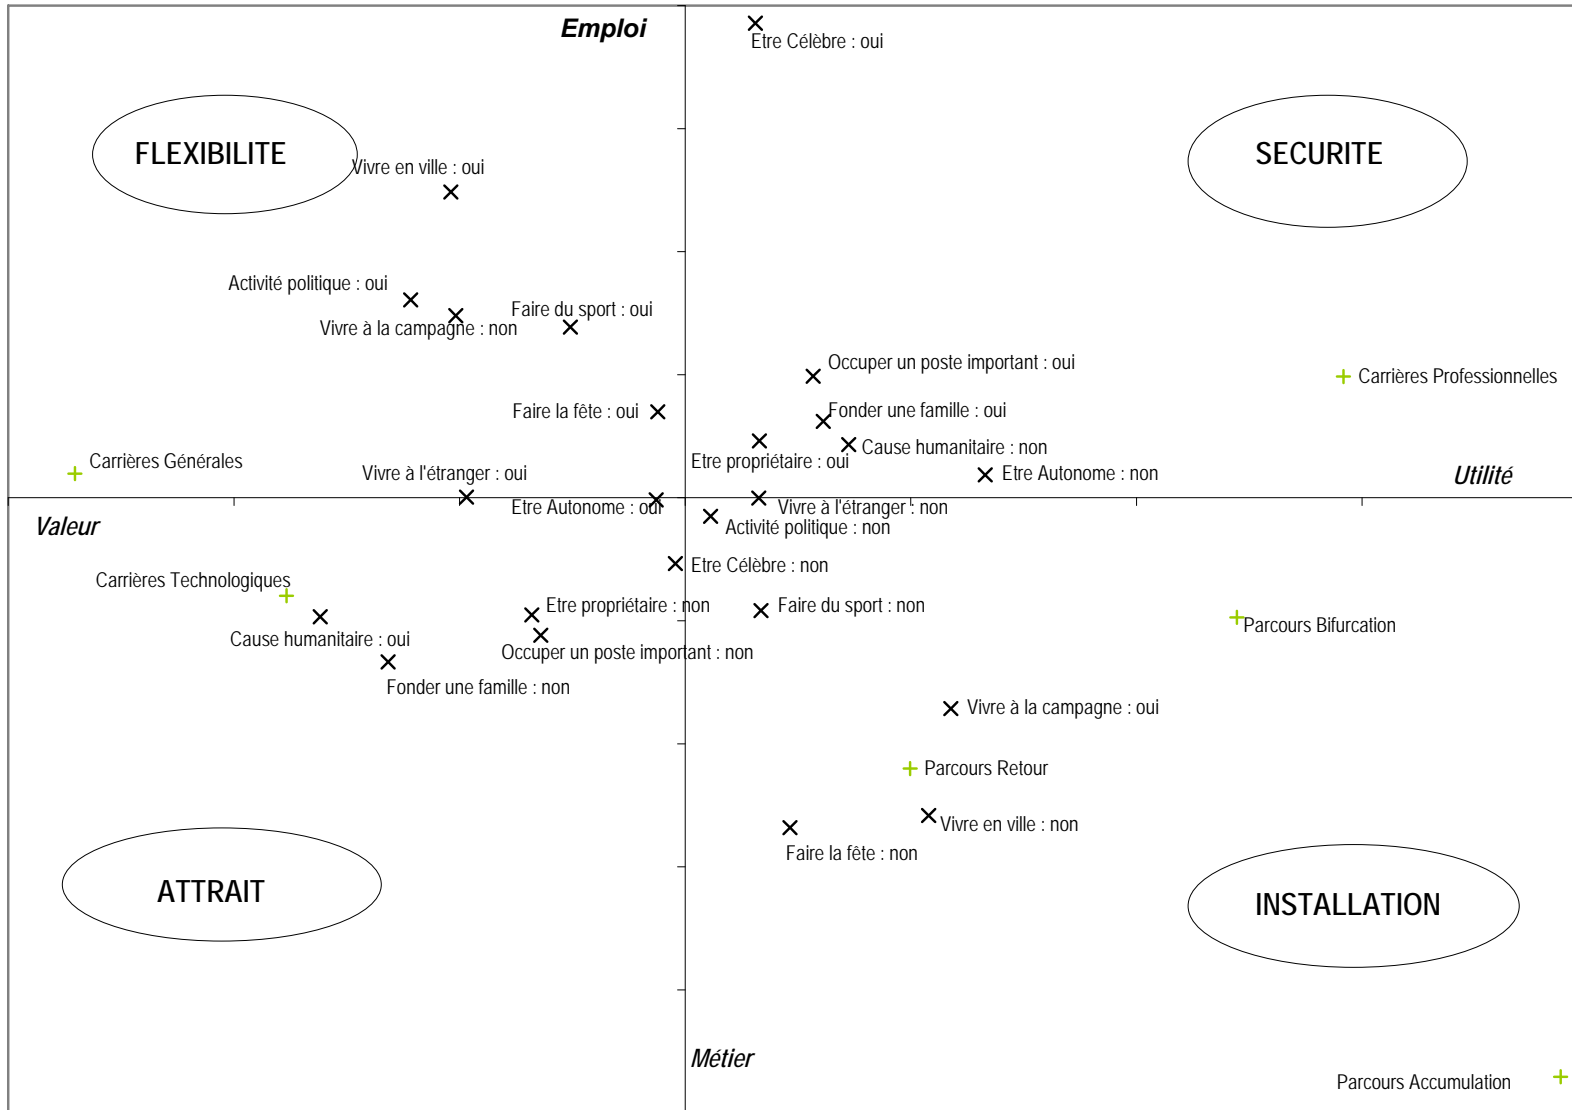 Emploi
Etre Célèbre : oui
FLEXIBILITE
SECURITE
Vivre en ville : oui
Activité politique : oui
Faire du sport : oui
Vivre à la campagne : non
Occuper un poste important : oui
Carrières Professionnelles
Faire la fête : oui
Fonder une famille : oui
Cause humanitaire : non
Etre propriétaire : oui
Carrières Générales
Vivre à l'étranger : oui
Etre Autonome : non
Utilité
Etre Autonome : oui
Vivre à l'étranger : non
Valeur
Activité politique : non
Etre Célèbre : non
Carrières Technologiques
Etre propriétaire : non
Faire du sport : non
Parcours Bifurcation
Cause humanitaire : oui
Occuper un poste important : non
Fonder une famille : non
Vivre à la campagne : oui
Parcours Retour
Vivre en ville : non
Faire la fête : non
ATTRAIT
INSTALLATION
Métier
Parcours Accumulation